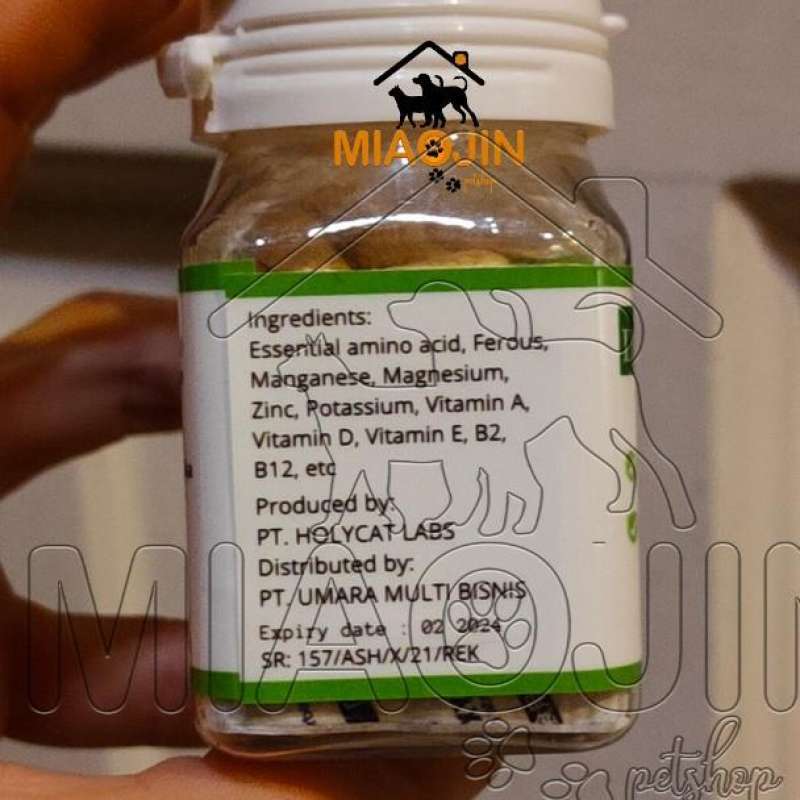 MIAOJIN
petshop
Ingredients:
Essential amino acid, Ferous,
Manganese, Magnesium,
Zinc, Potassium, Vitamin A,
Vitamin D, Vitamin E, B2,
B12, etc
Produced by:
PT. HOLYCAT LABS
Distributed by:
PT. UMARA MULTI BISNIS
Expiry date : 02 2024
SR: 157/ASH/X/21/REK
MIAOJIN
petshop